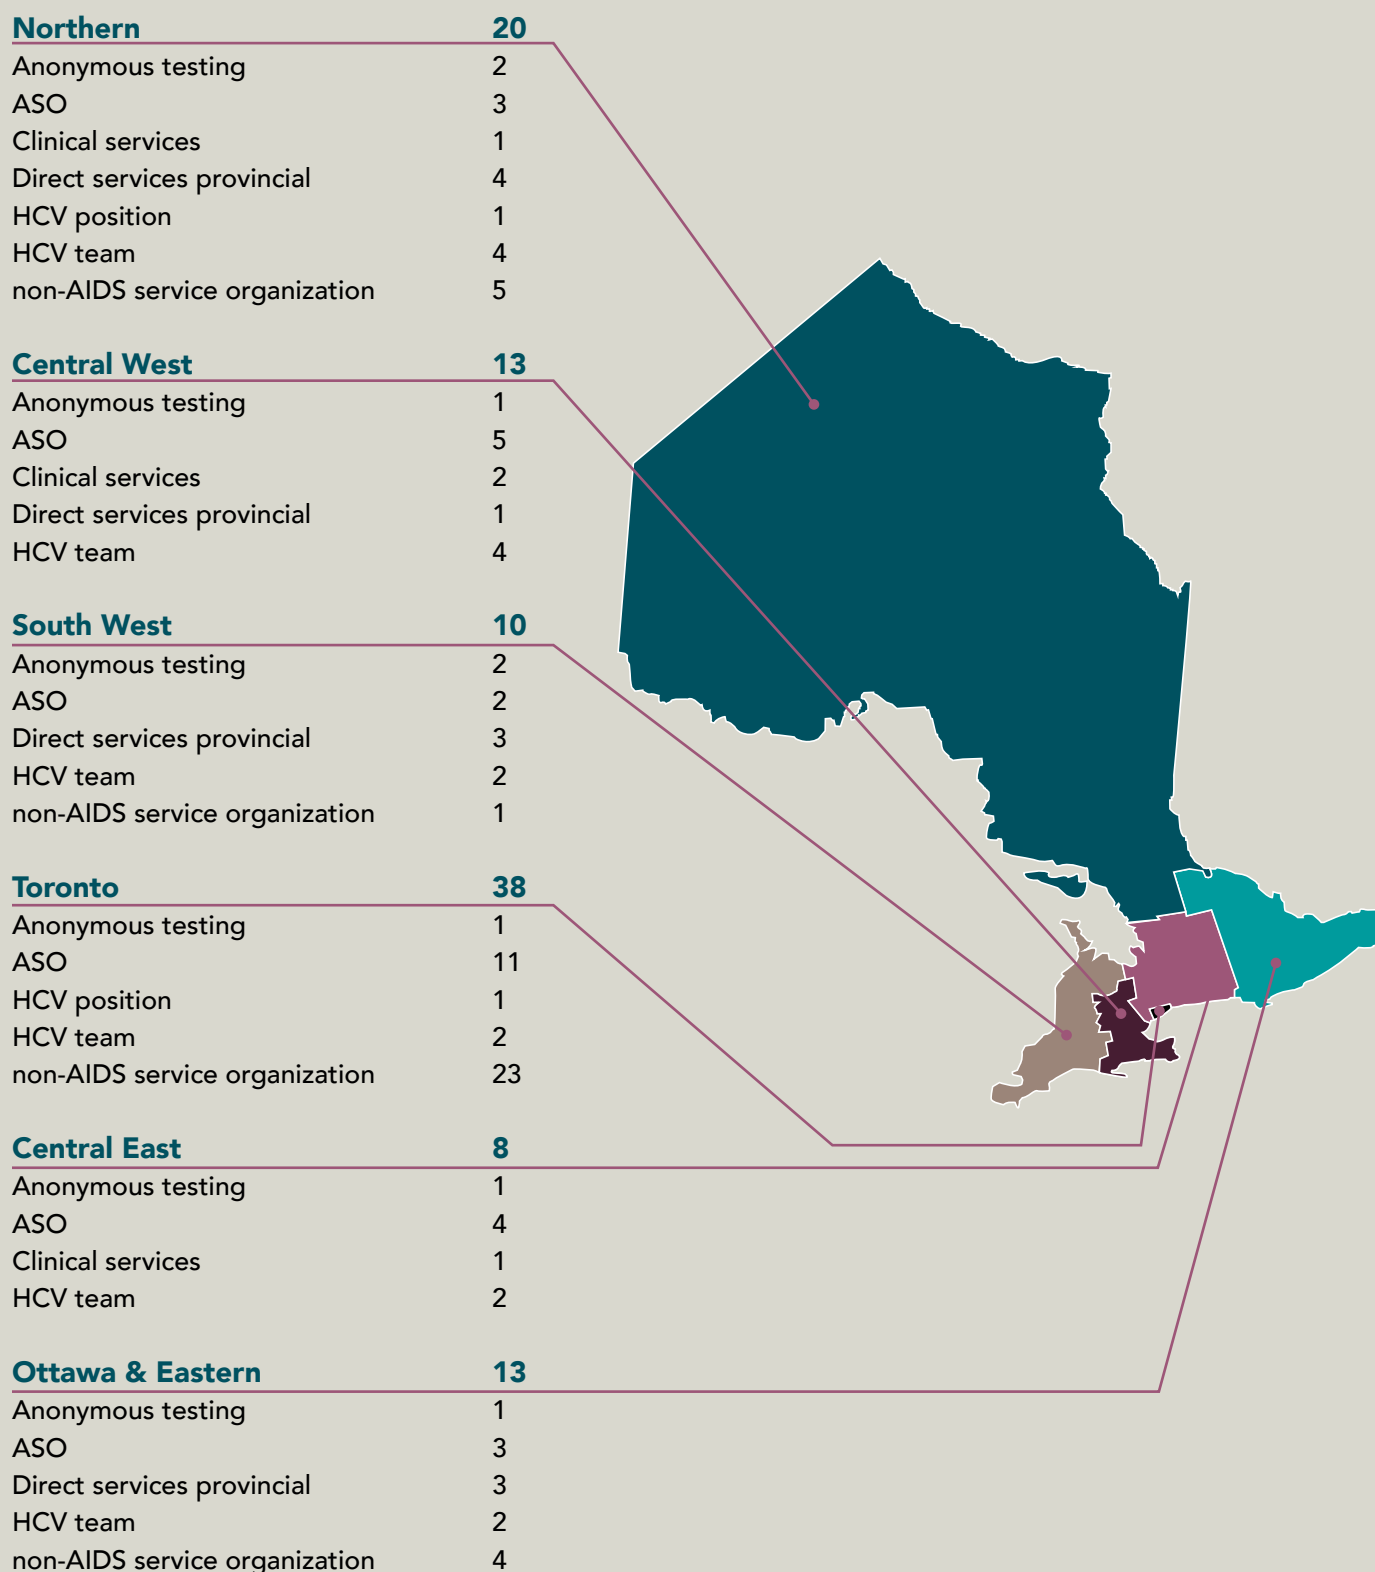 Northern 20
Anonymous testing 2
ASO 3
Clinical services 1
Direct services provincial 4
HCV position 1
HCV team 4
non-AIDS service organization 5
Central West 13
Anonymous testing 1
ASO 5
Clinical services 2
Direct services provincial 1
HCV team 4
South West 10
Anonymous testing 2
ASO 2
Direct services provincial 3
HCV team 2
non-AIDS service organization 1
Toronto 38
Anonymous testing 1
ASO 11
HCV position 1
HCV team 2
non-AIDS service organization 23
Central East 8
Anonymous testing 1
ASO 4
Clinical services 1
HCV team 2
Ottawa & Eastern 13
Anonymous testing 1
ASO 3
Direct services provincial 3
HCV team 2
non-AIDS service organization 4